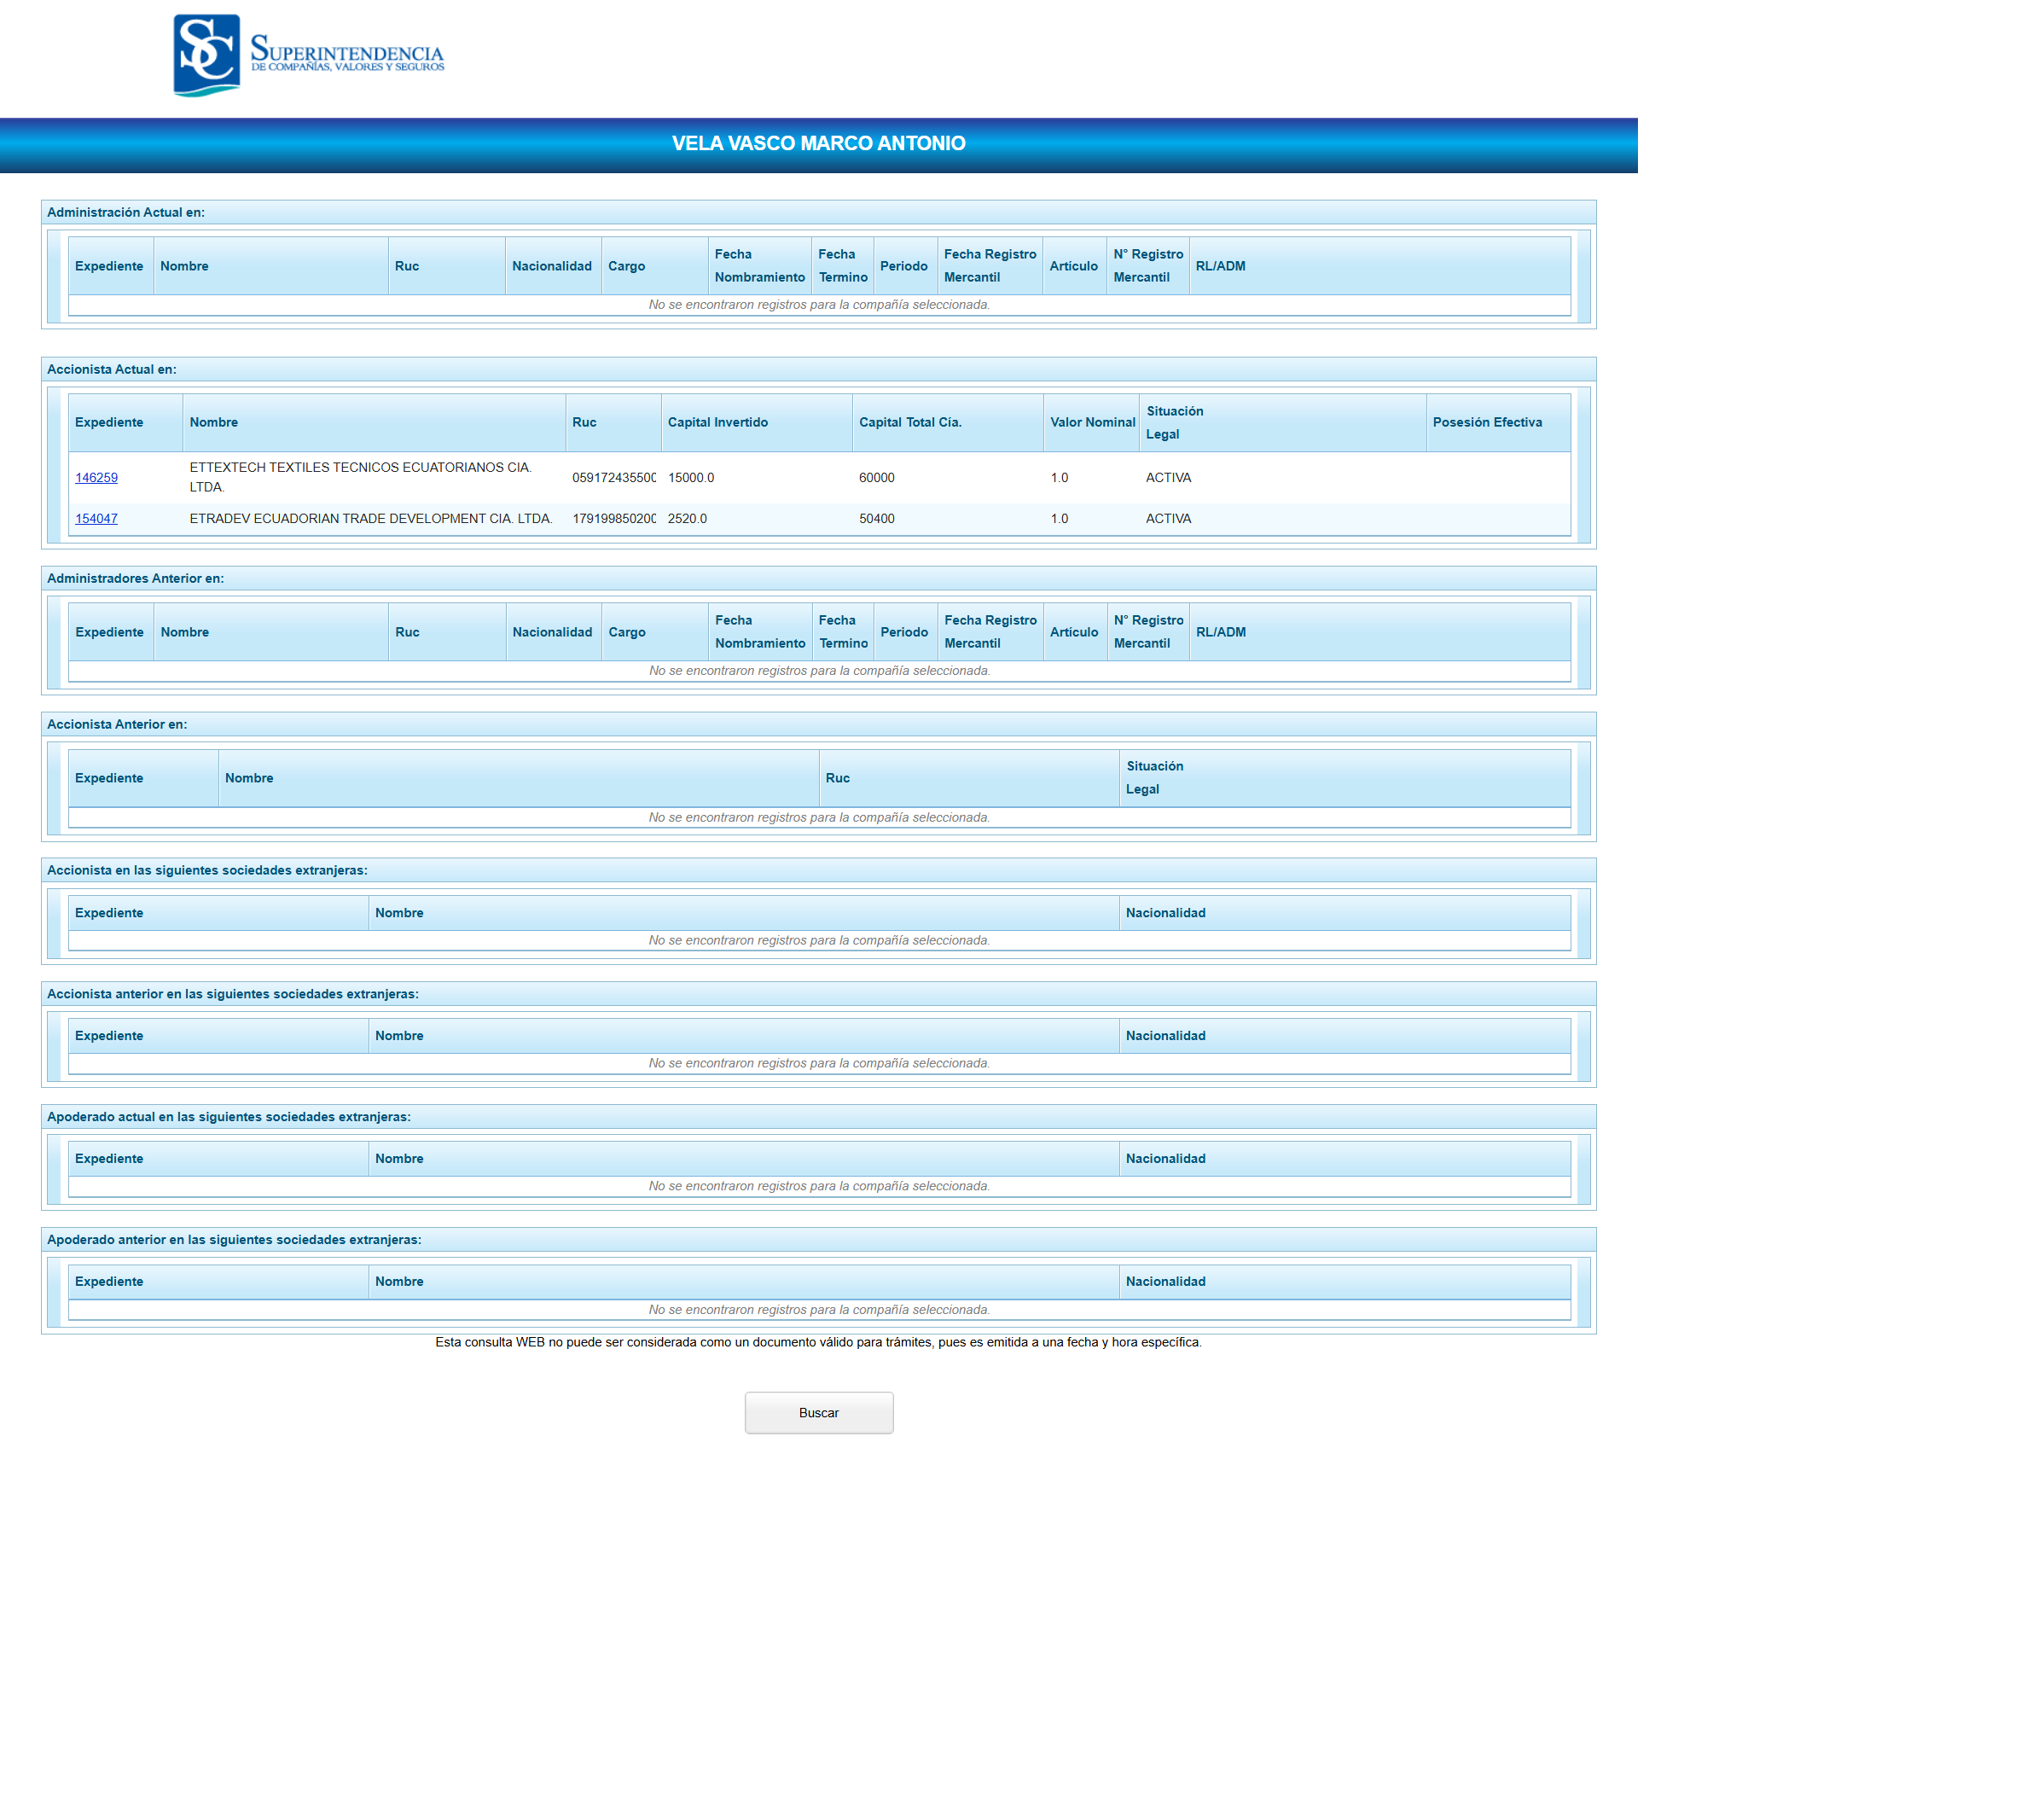 SC SUPERINTENDENCIA
DE COMPAÑÍAS, VALORES Y SEGUROS
VELA VASCO MARCO ANTONIO
Administración Actual en:
Expediente Nombre Ruc Nacionalidad Cargo Fecha Nombramiento Fecha Termino Periodo Fecha Registro Mercantil Artículo N° Registro Mercantil RL/ADM
No se encontraron registros para la compañía seleccionada.
Accionista Actual en:
Expediente Nombre Ruc Capital Invertido Capital Total Cía. Valor Nominal Situación Legal Posesión Efectiva
146259 ETTEXTECH TEXTILES TECNICOS ECUATORIANOS CIA. LTDA. 059172435500 15000.0 60000 1.0 ACTIVA
154047 ETRADEV ECUADORIAN TRADE DEVELOPMENT CIA. LTDA. 179199850200 2520.0 50400 1.0 ACTIVA
Administradores Anterior en:
Expediente Nombre Ruc Nacionalidad Cargo Fecha Nombramiento Fecha Termino Periodo Fecha Registro Mercantil Artículo N° Registro Mercantil RL/ADM
No se encontraron registros para la compañía seleccionada.
Accionista Anterior en:
Expediente Nombre Ruc Situación Legal
No se encontraron registros para la compañía seleccionada.
Accionista en las siguientes sociedades extranjeras:
Expediente Nombre Nacionalidad
No se encontraron registros para la compañía seleccionada.
Accionista anterior en las siguientes sociedades extranjeras:
Expediente Nombre Nacionalidad
No se encontraron registros para la compañía seleccionada.
Apoderado actual en las siguientes sociedades extranjeras:
Expediente Nombre Nacionalidad
No se encontraron registros para la compañía seleccionada.
Apoderado anterior en las siguientes sociedades extranjeras:
Expediente Nombre Nacionalidad
No se encontraron registros para la compañía seleccionada.
Esta consulta WEB no puede ser considerada como un documento válido para trámites, pues es emitida a una fecha y hora específica.
Buscar